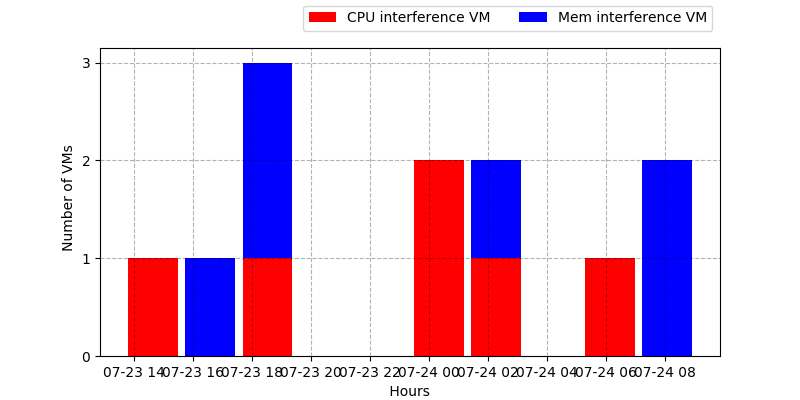 CPU interference VM Mem interference VM
3
2
1
0
Number of VMs
07-23 14 07-23 16 07-23 18 07-23 20 07-23 22 07-24 00 07-24 02 07-24 04 07-24 06 07-24 08
Hours